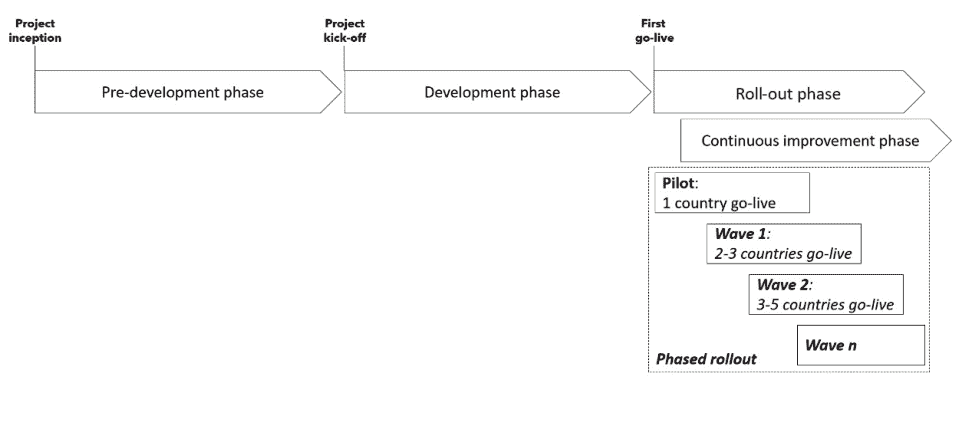 Project
inception
Project
kick-off
First
go-live
Pre-development phase
Development phase
Roll-out phase
Continuous improvement phase
Pilot:
1 country go-live
Wave 1:
2-3 countries go-live
Wave 2:
3-5 countries go-live
Wave n
Phased rollout